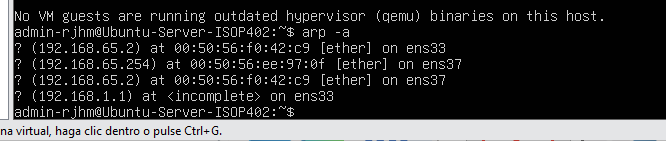 No VM guests are running outdated hypervisor (qemu) binaries on this host.
admin-rjhm@Ubuntu-Server-ISOP402:~$ arp -a
? (192.168.65.2) at 00:50:56:f0:42:c9 [ether] on ens33
? (192.168.65.254) at 00:50:56:ee:97:0f [ether] on ens37
? (192.168.65.2) at 00:50:56:f0:42:c9 [ether] on ens37
? (192.168.1.1) at <incomplete> on ens33
admin-rjhm@Ubuntu-Server-ISOP402:~$
na virtual, haga clic dentro o pulse Ctrl+G.